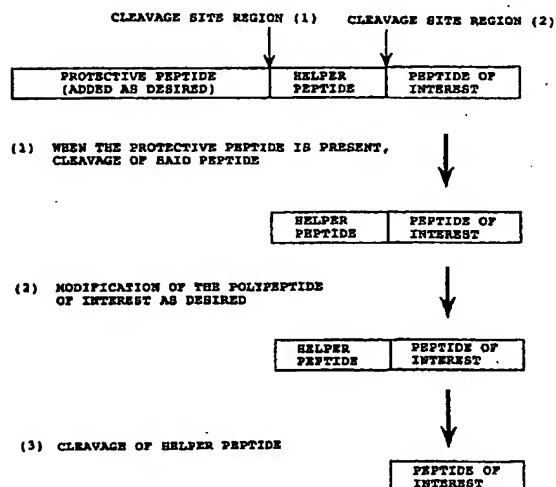 CLEAVAGE SITE REGION (1) CLEAVAGE SITE REGION (2)
PROTECTIVE PEPTIDE HELPER PEPTIDE OF
(ADDED AS DESIRED) PEPTIDE INTEREST
(1) WHEN THE PROTECTIVE PEPTIDE IS PRESENT,
CLEAVAGE OF SAID PEPTIDE
HELPER PEPTIDE OF
PEPTIDE INTEREST
(2) MODIFICATION OF THE POLYPEPTIDE
OF INTEREST AS DESIRED
HELPER PEPTIDE OF
PEPTIDE INTEREST
(3) CLEAVAGE OF HELPER PEPTIDE
PEPTIDE OF
INTEREST